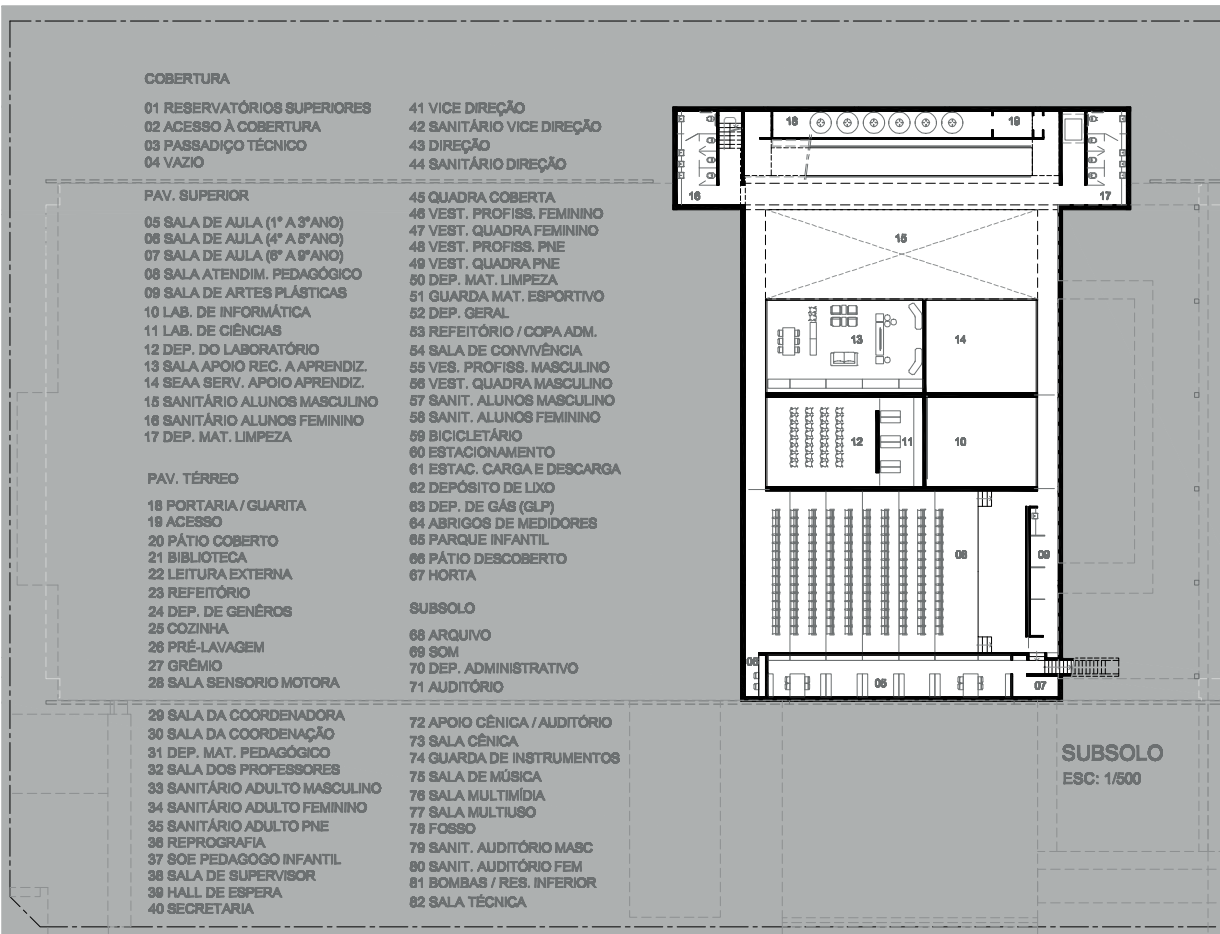 COBERTURA
01 RESERVATÓRIOS SUPERIORES
02 ACESSO À COBERTURA
03 PASSADIÇO TÉCNICO
04 VAZIO
PAV. SUPERIOR
05 SALA DE AULA (1° A 3°ANO)
06 SALA DE AULA (4° A 5°ANO)
07 SALA DE AULA (6° A 9°ANO)
08 SALA ATENDIM. PEDAGÓGICO
09 SALA DE ARTES PLÁSTICAS
10 LAB. DE INFORMÁTICA
11 LAB. DE CIÊNCIAS
12 DEP. DO LABORATÓRIO
13 SALA APOIO REC. A APRENDIZ.
14 SEAA SERV. APOIO APRENDIZ.
15 SANITÁRIO ALUNOS MASCULINO
16 SANITÁRIO ALUNOS FEMININO
17 DEP. MAT. LIMPEZA
PAV. TÉRREO
18 PORTARIA / GUARITA
19 ACESSO
20 PÁTIO COBERTO
21 BIBLIOTECA
22 LEITURA EXTERNA
23 REFEITÓRIO
24 DEP. DE GENÊROS
25 COZINHA
26 PRÉ-LAVAGEM
27 GRÊMIO
28 SALA SENSORIO MOTORA
29 SALA DA COORDENADORA
30 SALA DA COORDENAÇÃO
31 DEP. MAT. PEDAGÓGICO
32 SALA DOS PROFESSORES
33 SANITÁRIO ADULTO MASCULINO
34 SANITÁRIO ADULTO FEMININO
35 SANITÁRIO ADULTO PNE
36 REPROGRAFIA
37 SOE PEDAGOGO INFANTIL
38 SALA DE SUPERVISOR
39 HALL DE ESPERA
40 SECRETARIA
41 VICE DIREÇÃO
42 SANITÁRIO VICE DIREÇÃO
43 DIREÇÃO
44 SANITÁRIO DIREÇÃO
45 QUADRA COBERTA
46 VEST. PROFISS. FEMININO
47 VEST. QUADRA FEMININO
48 VEST. PROFISS. PNE
49 VEST. QUADRA PNE
50 DEP. MAT. LIMPEZA
51 GUARDA MAT. ESPORTIVO
52 DEP. GERAL
53 REFEITÓRIO / COPA ADM.
54 SALA DE CONVIVÊNCIA
55 VES. PROFISS. MASCULINO
56 VEST. QUADRA MASCULINO
57 SANIT. ALUNOS MASCULINO
58 SANIT. ALUNOS FEMININO
59 BICICLETÁRIO
60 ESTACIONAMENTO
61 ESTAC. CARGA E DESCARGA
62 DEPÓSITO DE LIXO
63 DEP. DE GÁS (GLP)
64 ABRIGOS DE MEDIDORES
65 PARQUE INFANTIL
66 PÁTIO DESCOBERTO
67 HORTA
SUBSOLO
68 ARQUIVO
69 SOM
70 DEP. ADMINISTRATIVO
71 AUDITÓRIO
72 APOIO CÊNICA / AUDITÓRIO
73 SALA CÊNICA
74 GUARDA DE INSTRUMENTOS
75 SALA DE MÚSICA
76 SALA MULTIMÍDIA
77 SALA MULTIUSO
78 FOSSO
79 SANIT. AUDITÓRIO MASC
80 SANIT. AUDITÓRIO FEM
81 BOMBAS / RES. INFERIOR
82 SALA TÉCNICA
18
19
16
17
15
13
14
12
11
10
08
09
06
05
07
SUBSOLO
ESC: 1/500